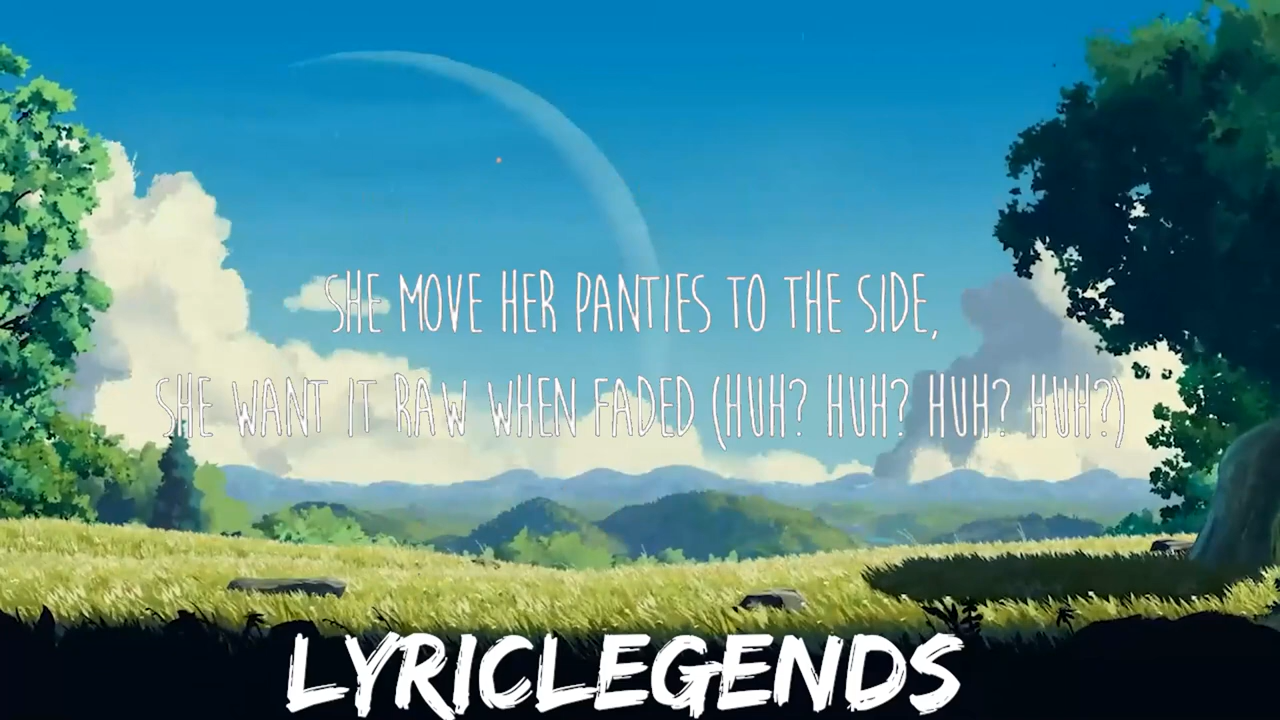 SHE MOVE HER PANTIES TO THE SIDE,
SHE WANT IT RAW WHEN FADED (HUH? HUH? HUH? HUH?)
LYRICLEGENDS